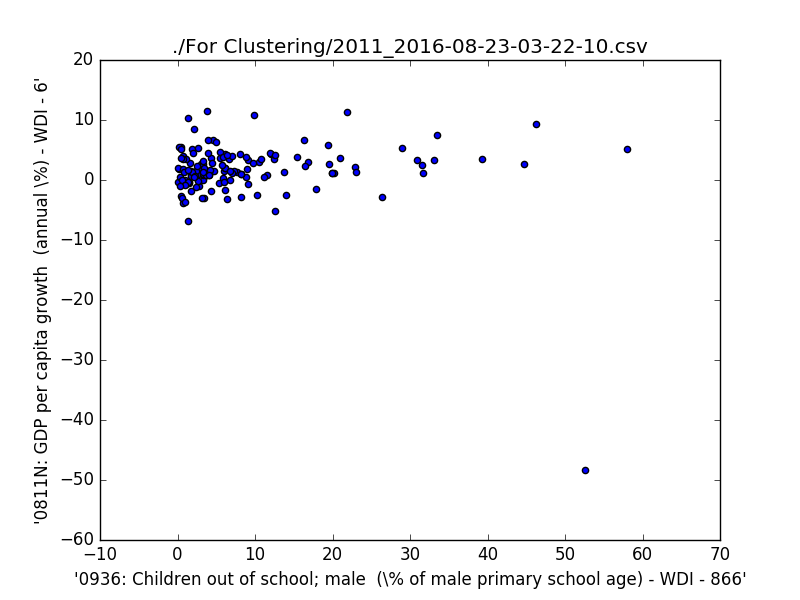 ./For Clustering/2011_2016-08-23-03-22-10.csv
20
10
0
−10
−20
−30
−40
−50
−60
'0811N: GDP per capita growth  (annual \%) - WDI - 6'
−10 0 10 20 30 40 50 60 70
'0936: Children out of school; male  (\% of male primary school age) - WDI - 866'